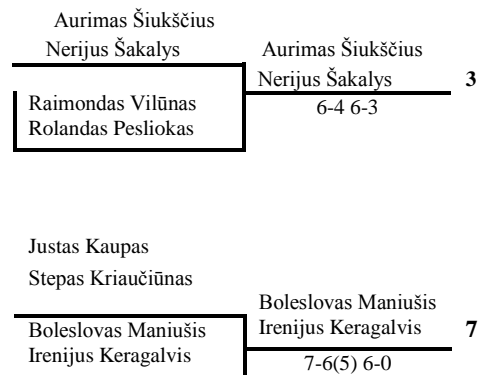 Aurimas Šiukščius
Nerijus Šakalys
Aurimas Šiukščius
Nerijus Šakalys 3
Raimondas Vilūnas
Rolandas Pesliokas
6-4 6-3
Justas Kaupas
Stepas Kriaučiūnas
Boleslovas Maniušis
Irenijus Keragalvis 7
Boleslovas Maniušis
Irenijus Keragalvis
7-6(5) 6-0